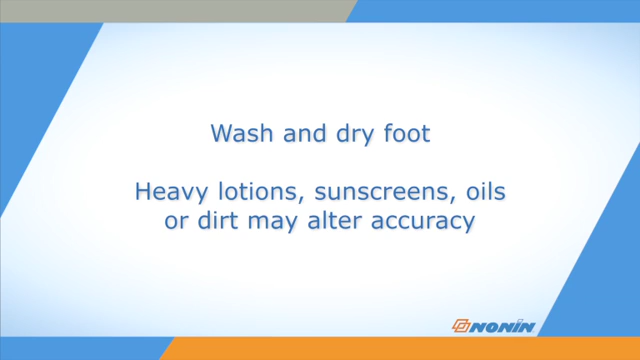 Wash and dry foot
Heavy lotions, sunscreens, oils
or dirt may alter accuracy
NONIN